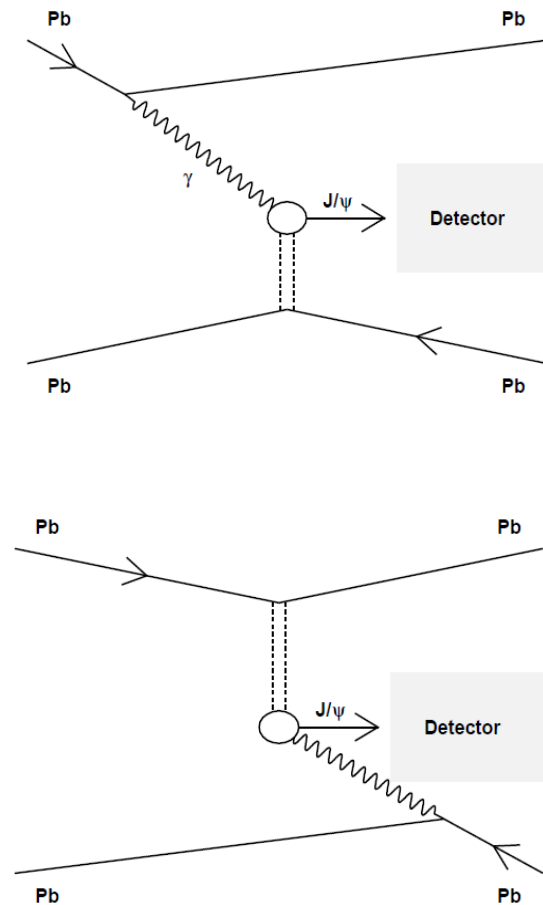 Pb Pb
γ
J/ψ
Detector
Pb Pb
Pb Pb
J/ψ
Detector
Pb Pb